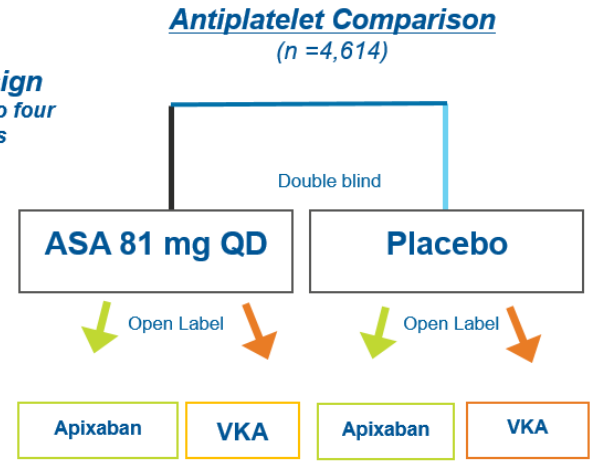 Antiplatelet Comparison
(n =4,614)
four
Double blind
ASA 81 mg QD
Placebo
Open Label
Open Label
Apixaban
VKA
Apixaban
VKA